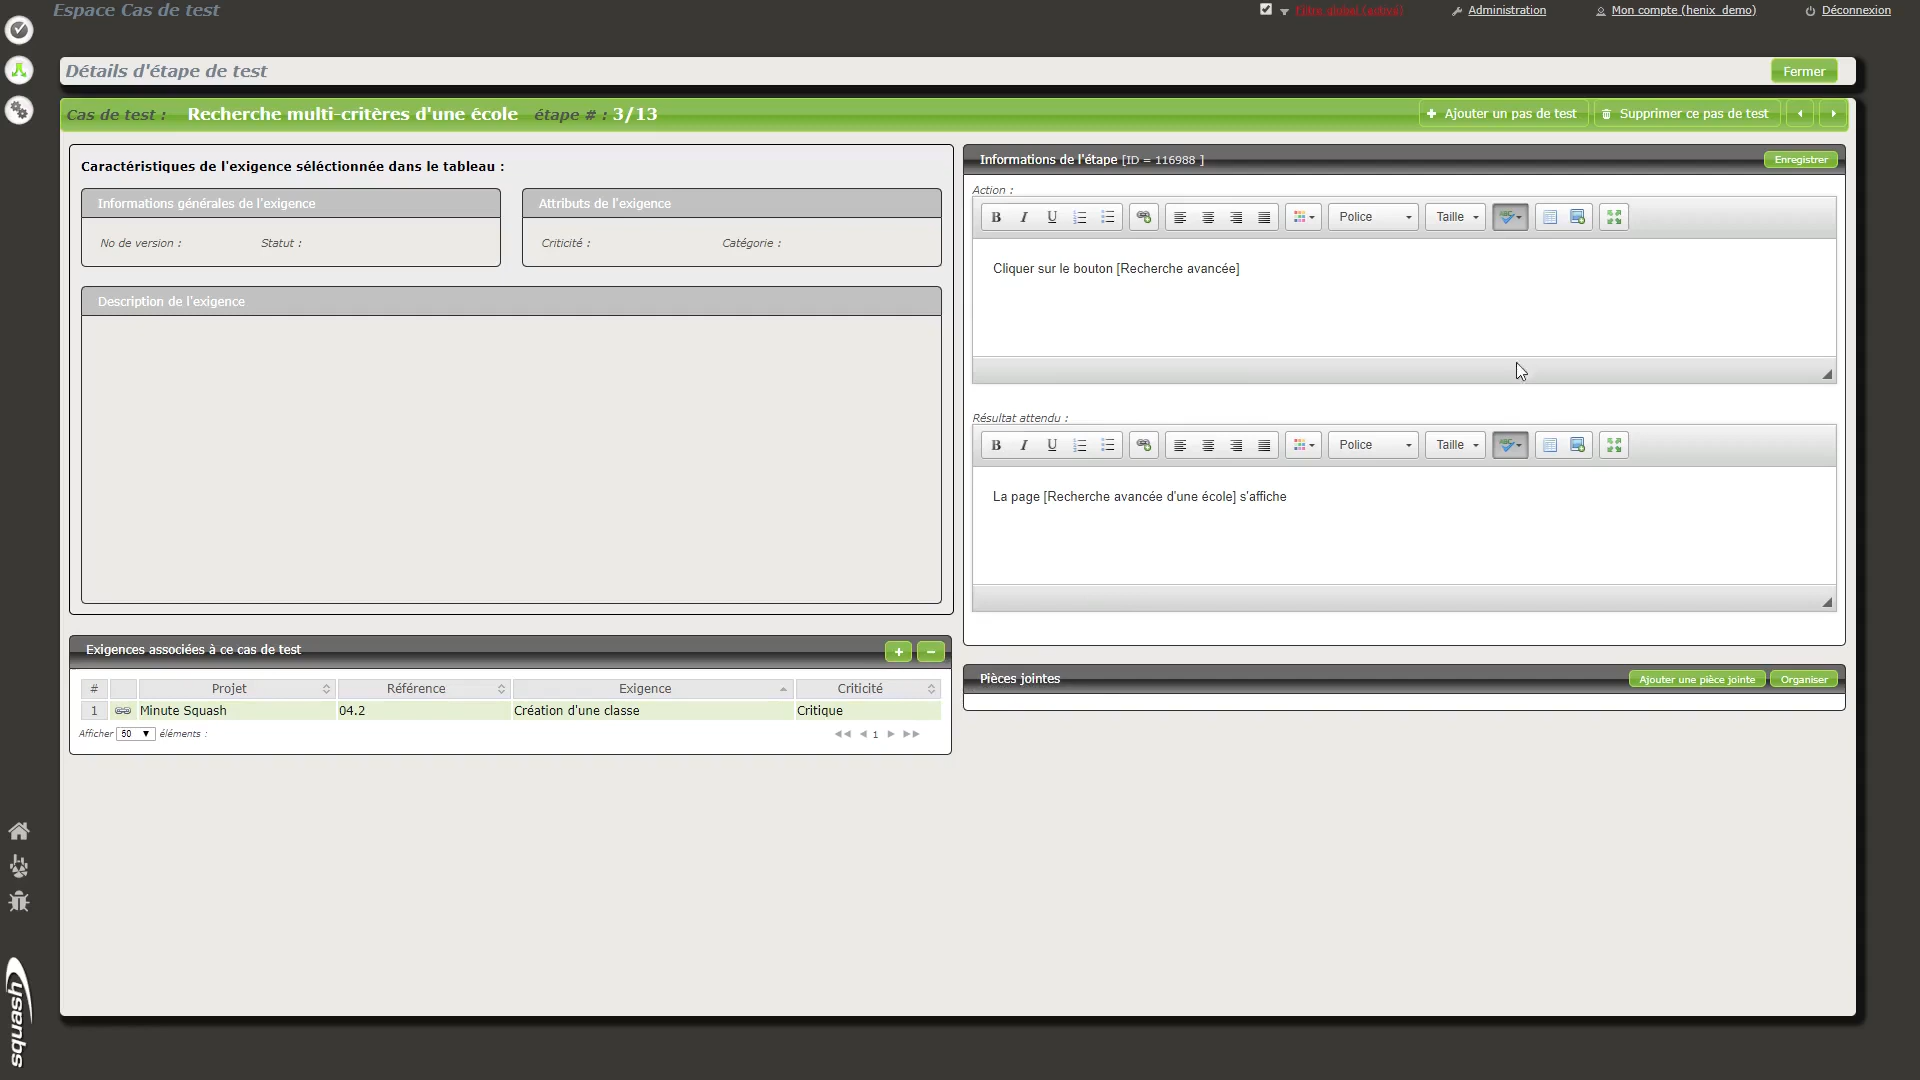 Espace Cas de test
Filtre global (activé)
Administration
Mon compte (henix_demo)
Déconnexion
Détails d'étape de test
Fermer
Cas de test : Recherche multi-critères d'une école étape # : 3/13
Ajouter un pas de test
Supprimer ce pas de test
Caractéristiques de l'exigence séléctionnée dans le tableau :
Informations générales de l'exigence
No de version :
Statut :
Attributs de l'exigence
Criticité :
Catégorie :
Description de l'exigence
Exigences associées à ce cas de test
+ -
# Projet Référence Exigence Criticité
1 Minute Squash 04.2 Création d'une classe Critique
Afficher 50 éléments :
1
Informations de l'étape [ID = 116988 ]
Enregistrer
Action :
B I U Police Taille
Cliquer sur le bouton [Recherche avancée]
Résultat attendu :
B I U Police Taille
La page [Recherche avancée d'une école] s'affiche
Pièces jointes
Ajouter une pièce jointe
Organiser
squash